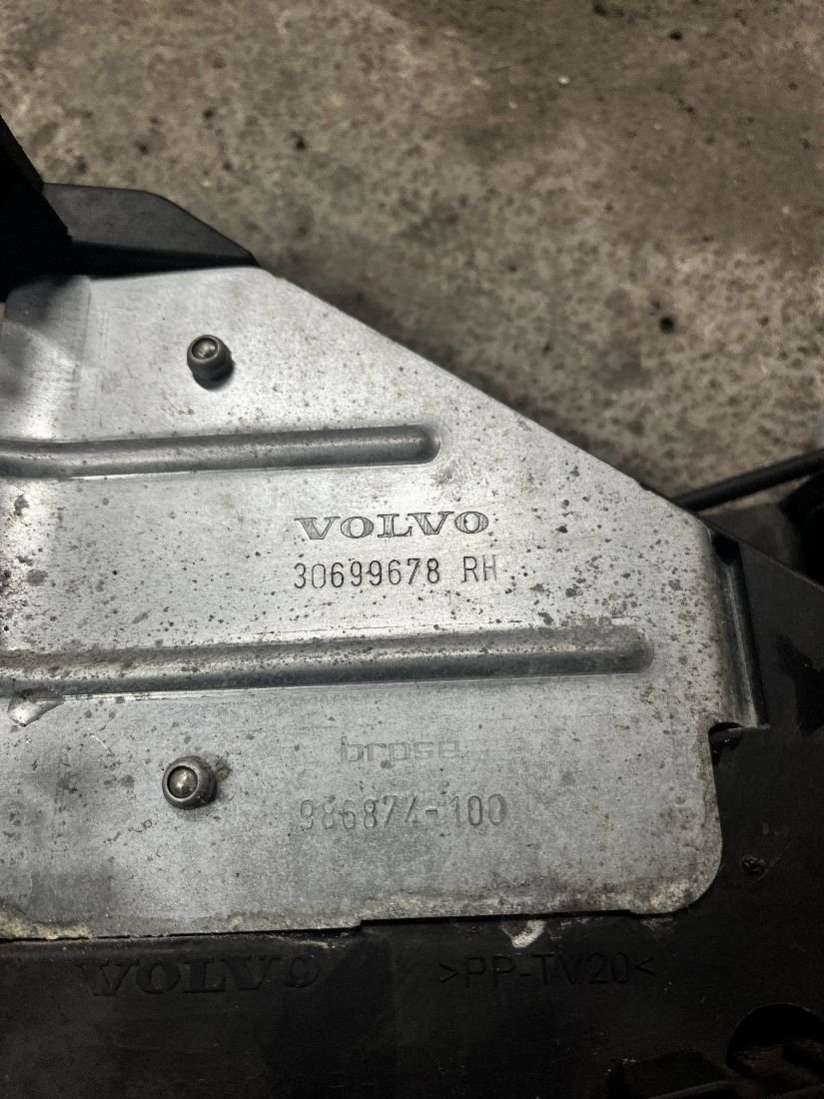 VOLVO
30699678 RH
brose
986874-100
VOLVO
>PP-TV20<